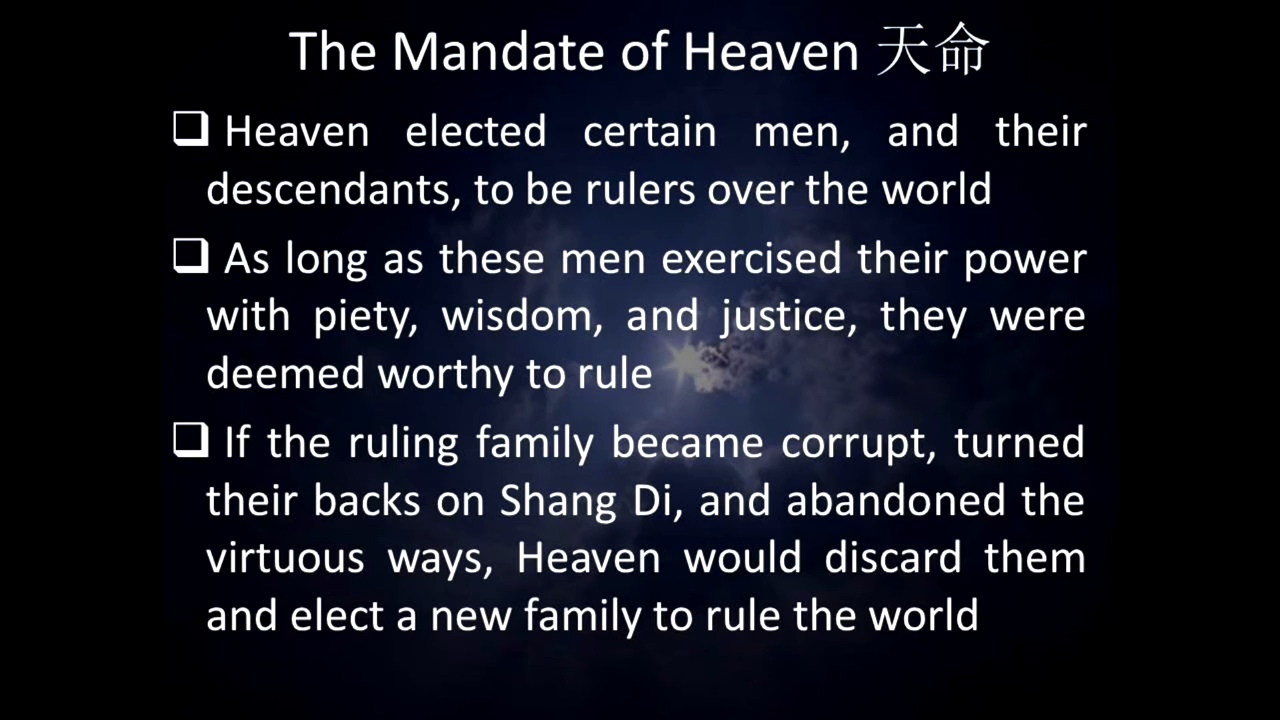 The Mandate of Heaven 天命
❑ Heaven elected certain men, and their
descendants, to be rulers over the world
❑ As long as these men exercised their power
with piety, wisdom, and justice, they were
deemed worthy to rule
❑ If the ruling family became corrupt, turned
their backs on Shang Di, and abandoned the
virtuous ways, Heaven would discard them
and elect a new family to rule the world